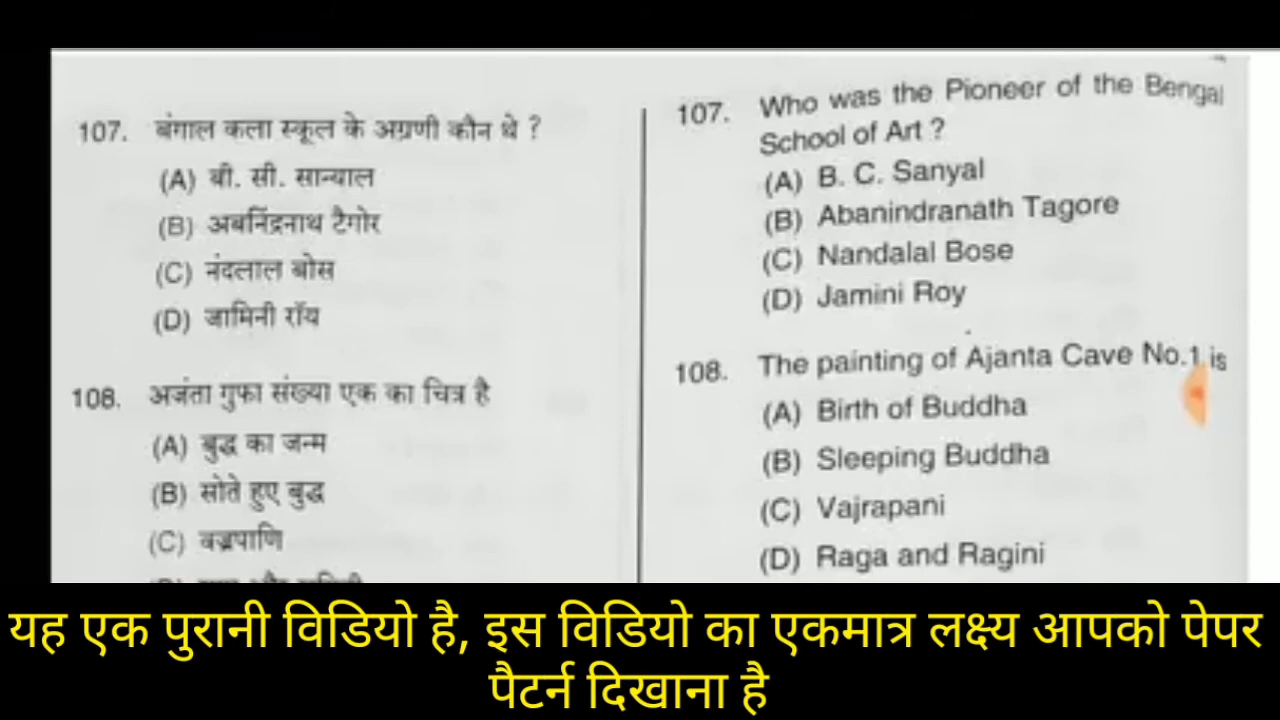 107. बंगाल कला स्कूल के अग्रणी कौन थे ?
(A) बी. सी. सान्याल
(B) अबनिंद्रनाथ टैगोर
(C) नंदलाल बोस
(D) जामिनी रॉय
108. अजंता गुफा संख्या एक का चित्र है
(A) बुद्ध का जन्म
(B) सोते हुए बुद्ध
(C) वज्रपाणि
107. Who was the Pioneer of the Bengal
School of Art ?
(A) B. C. Sanyal
(B) Abanindranath Tagore
(C) Nandalal Bose
(D) Jamini Roy
108. The painting of Ajanta Cave No.1 is
(A) Birth of Buddha
(B) Sleeping Buddha
(C) Vajrapani
(D) Raga and Ragini
यह एक पुरानी विडियो है, इस विडियो का एकमात्र लक्ष्य आपको पेपर
पैटर्न दिखाना है